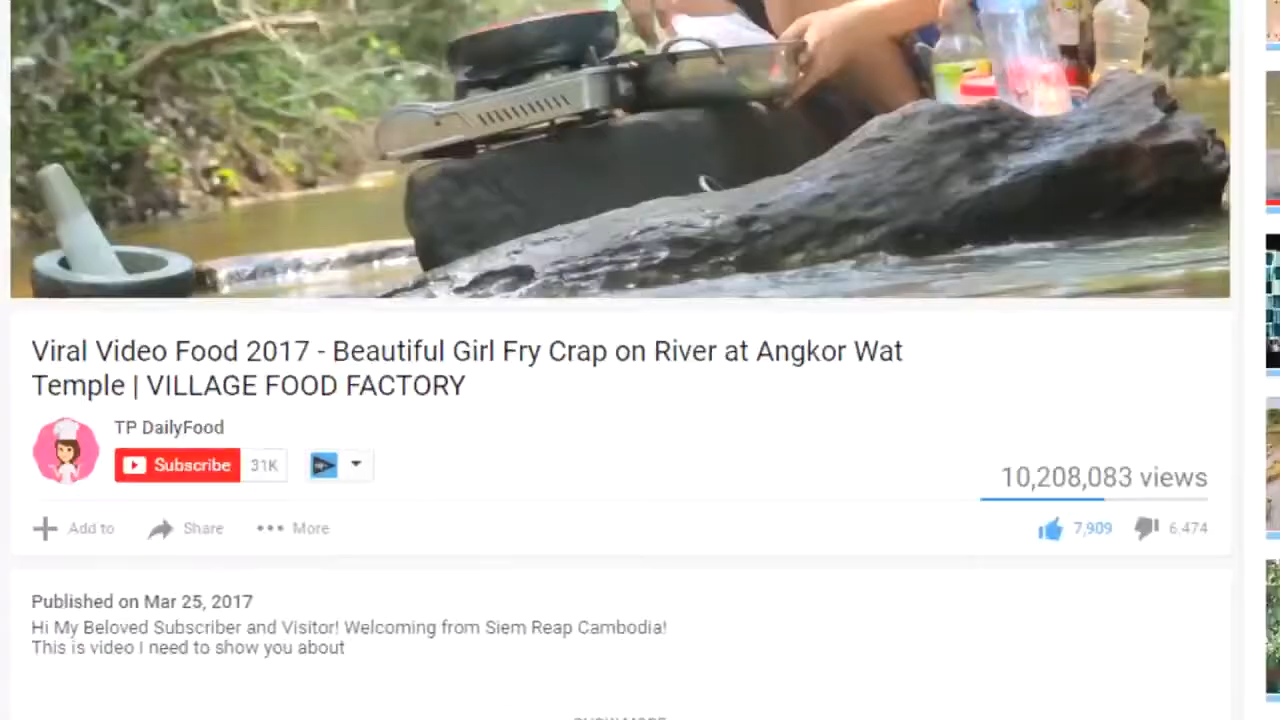 Viral Video Food 2017 - Beautiful Girl Fry Crap on River at Angkor Wat
Temple | VILLAGE FOOD FACTORY
TP DailyFood
Subscribe 31K
10,208,083 views
Add to Share More
7,909 6,474
Published on Mar 25, 2017
Hi My Beloved Subscriber and Visitor! Welcoming from Siem Reap Cambodia!
This is video I need to show you about
SHOW MORE